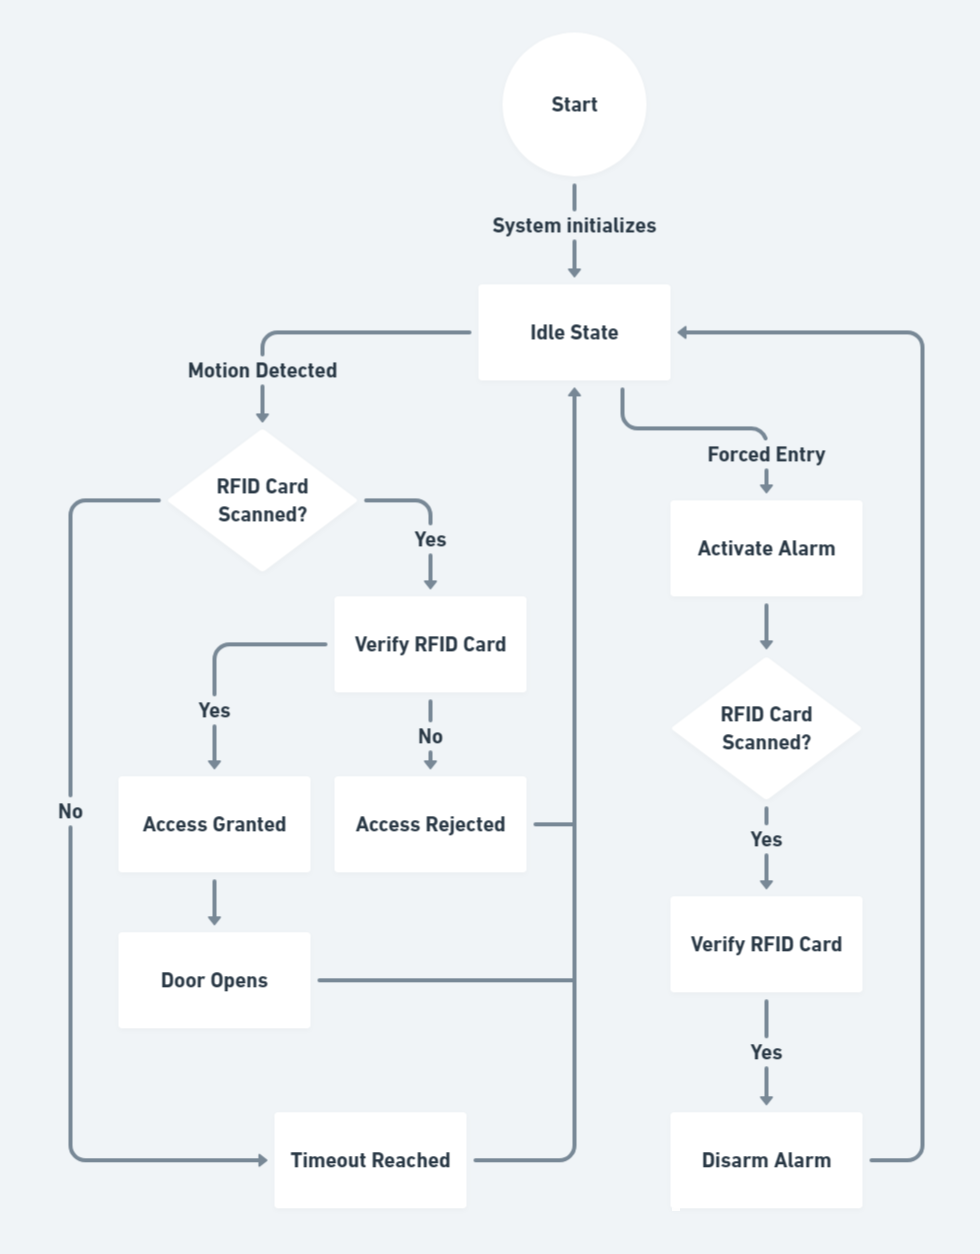 Start
System initializes
Idle State
Motion Detected
Forced Entry
RFID Card
Scanned?
Yes
Activate Alarm
Verify RFID Card
Yes
No
RFID Card
Scanned?
No
Access Granted
Access Rejected
Yes
Verify RFID Card
Door Opens
Yes
Timeout Reached
Disarm Alarm